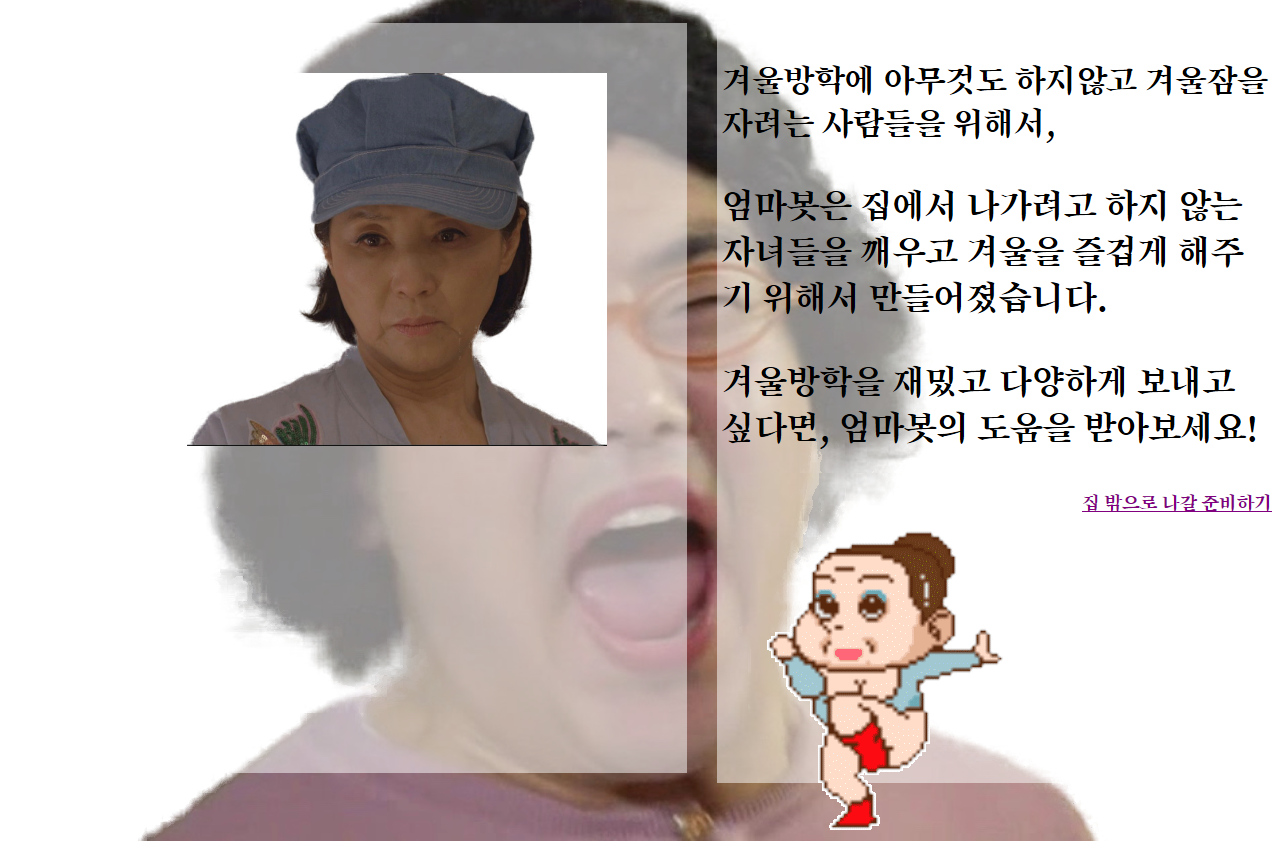 겨울방학에 아무것도 하지않고 겨울잠을
자려는 사람들을 위해서,
엄마봇은 집에서 나가려고 하지 않는
자녀들을 깨우고 겨울을 즐겁게 해주
기 위해서 만들어졌습니다.
겨울방학을 재밌고 다양하게 보내고
싶다면, 엄마봇의 도움을 받아보세요!
집 밖으로 나갈 준비하기